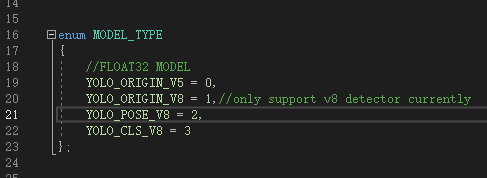 14
15
16 enum MODEL_TYPE
17 {
18 //FLOAT32 MODEL
19 YOLO_ORIGIN_V5 = 0,
20 YOLO_ORIGIN_V8 = 1,//only support v8 detector currently
21 YOLO_POSE_V8 = 2,
22 YOLO_CLS_V8 = 3
23 };
24
25